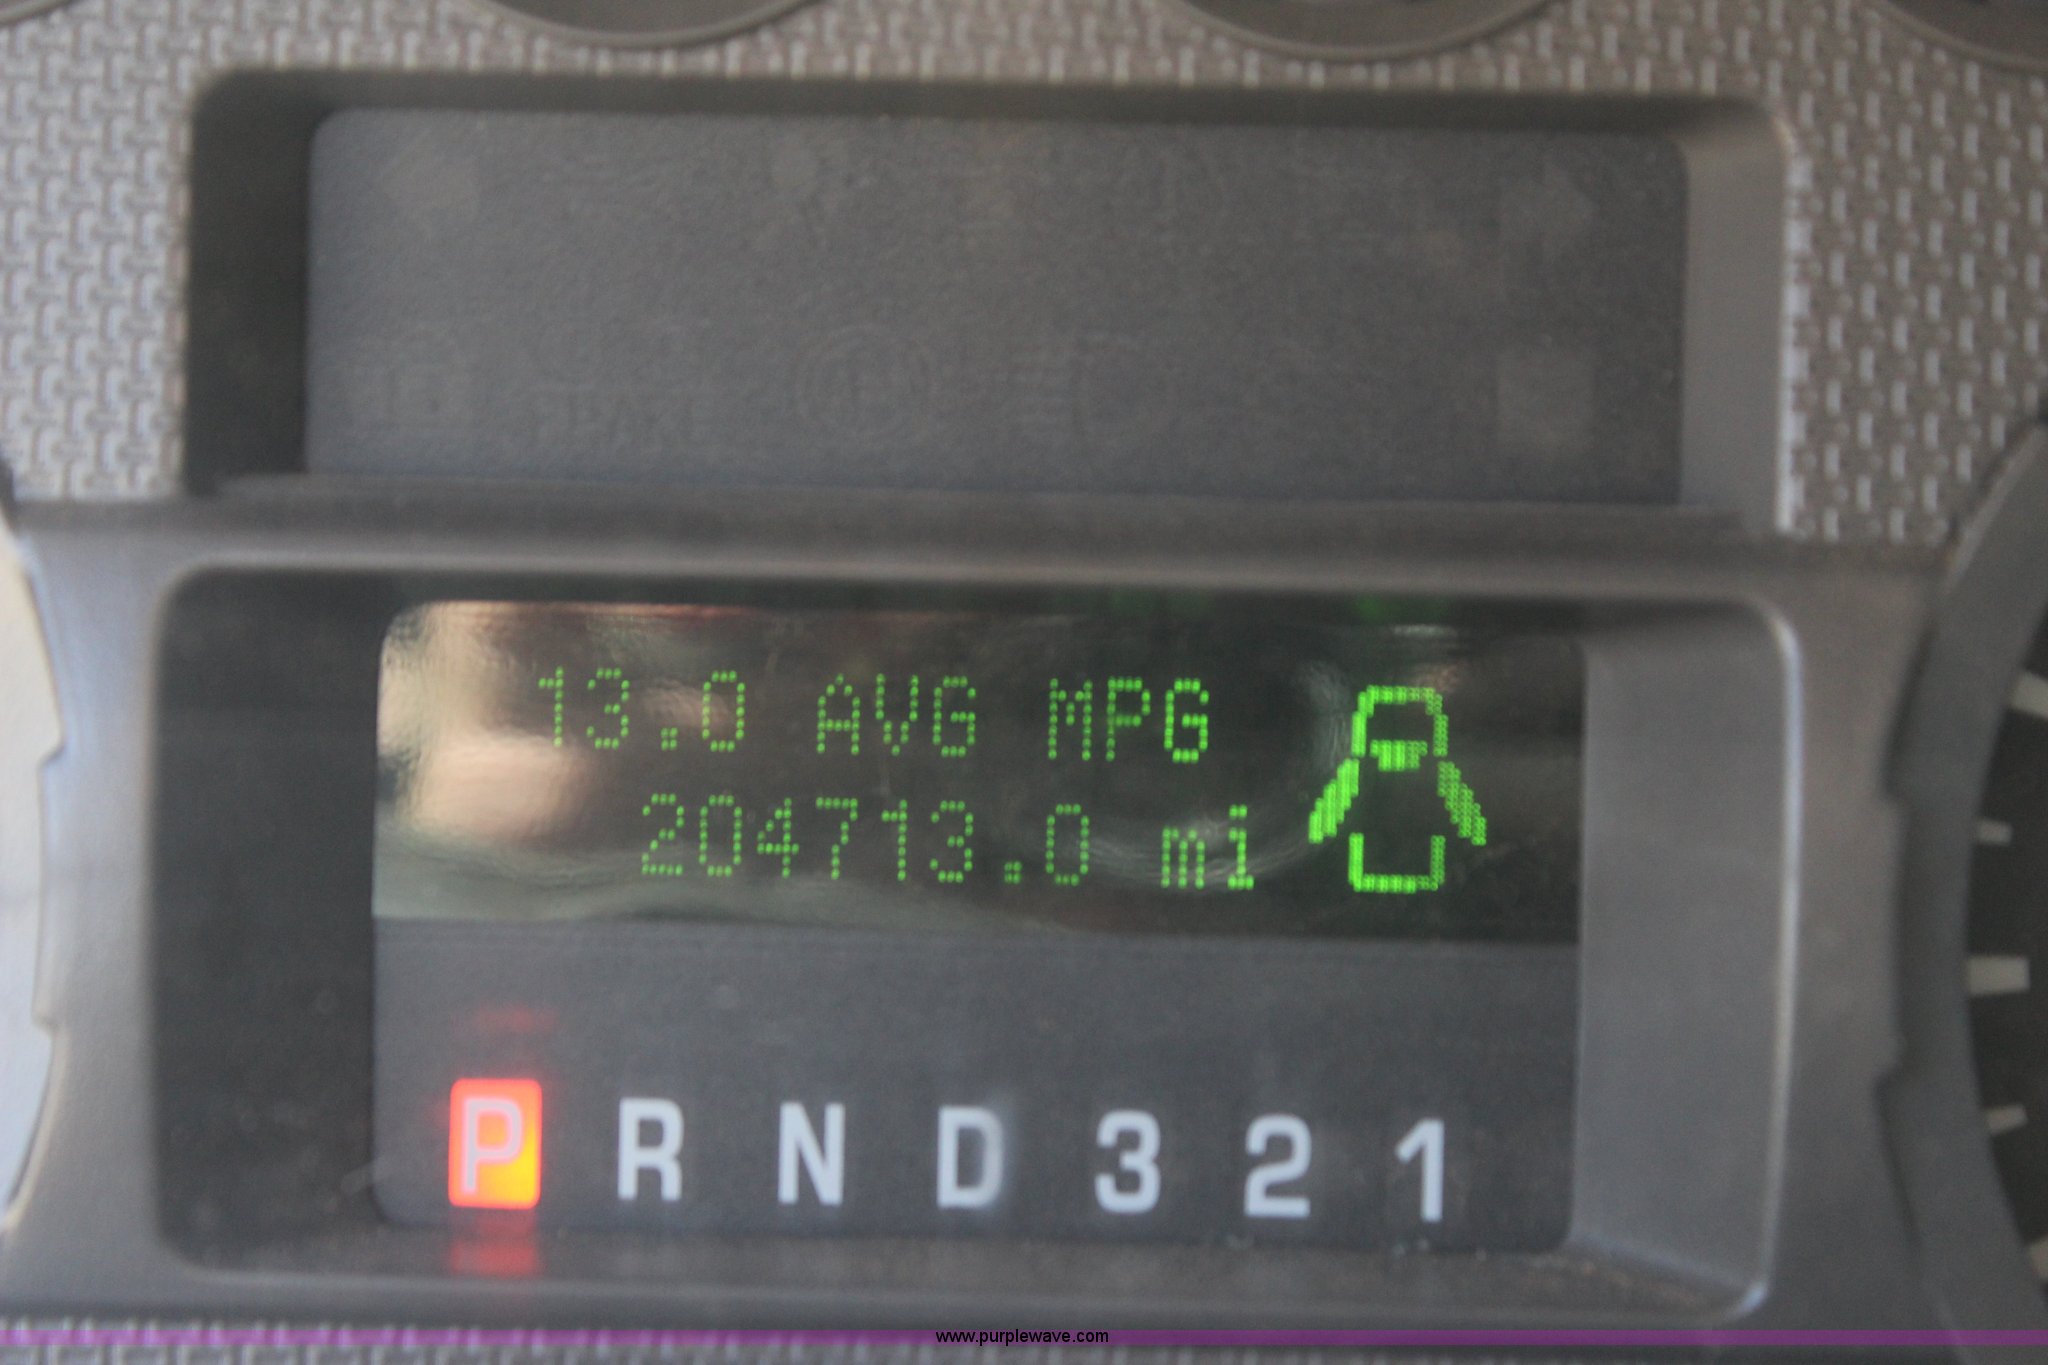 13.0 AVG MPG
204713.0 mi
P R N D 3 2 1
www.purplewave.com